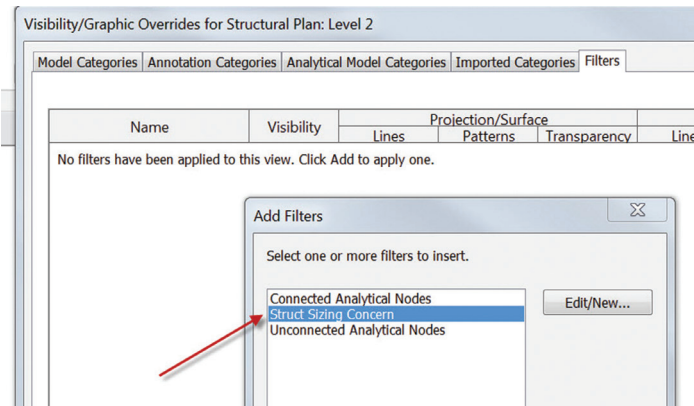 Visibility/Graphic Overrides for Structural Plan: Level 2
Model Categories Annotation Categories Analytical Model Categories Imported Categories Filters
Name Visibility Projection/Surface
Lines Patterns Transparency Line
No filters have been applied to this view. Click Add to apply one.
Add Filters
Select one or more filters to insert.
Connected Analytical Nodes
Struct Sizing Concern
Unconnected Analytical Nodes
Edit/New...